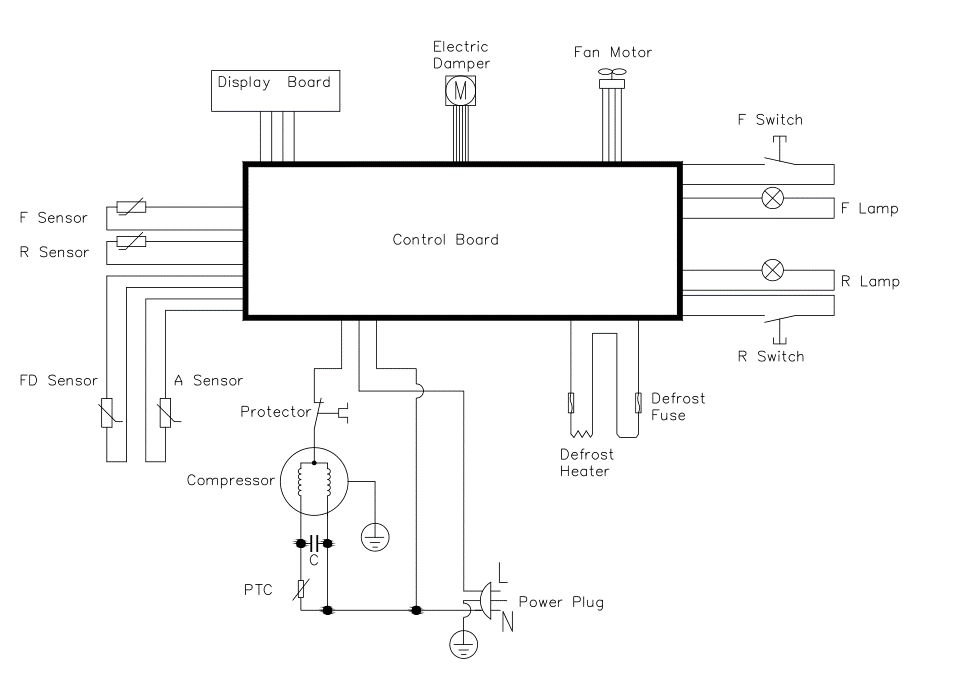 Electric
Damper
Fan Motor
Display Board
F Switch
M
F Sensor
F Lamp
R Sensor
Control Board
R Lamp
R Switch
FD Sensor
A Sensor
Protector
Defrost
Fuse
Defrost
Heater
Compressor
C
PTC
L
Power Plug
N